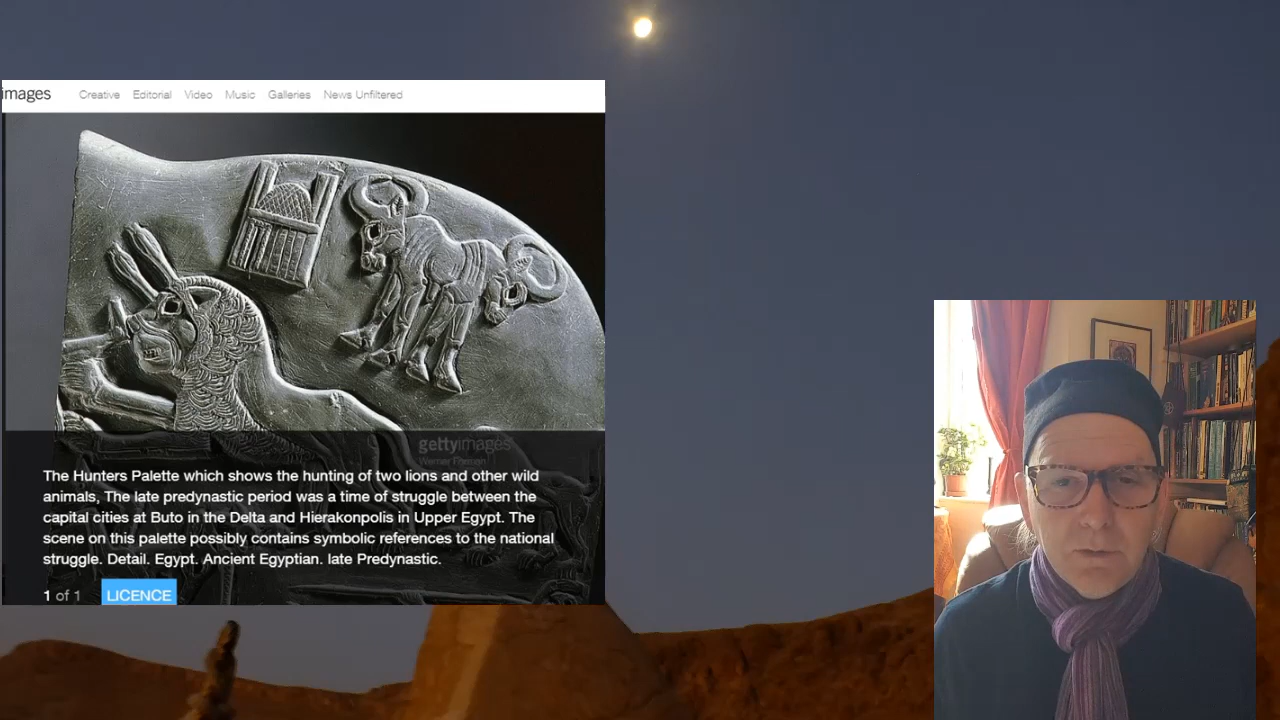 images
Creative Editorial Video Music Galleries News Unfiltered
gettyimages
The Hunters Palette which shows the hunting of two lions and other wild
animals, The late predynastic period was a time of struggle between the
capital cities at Buto in the Delta and Hierakonpolis in Upper Egypt. The
scene on this palette possibly contains symbolic references to the national
struggle. Detail. Egypt. Ancient Egyptian. late Predynastic.
1 of 1 LICENCE